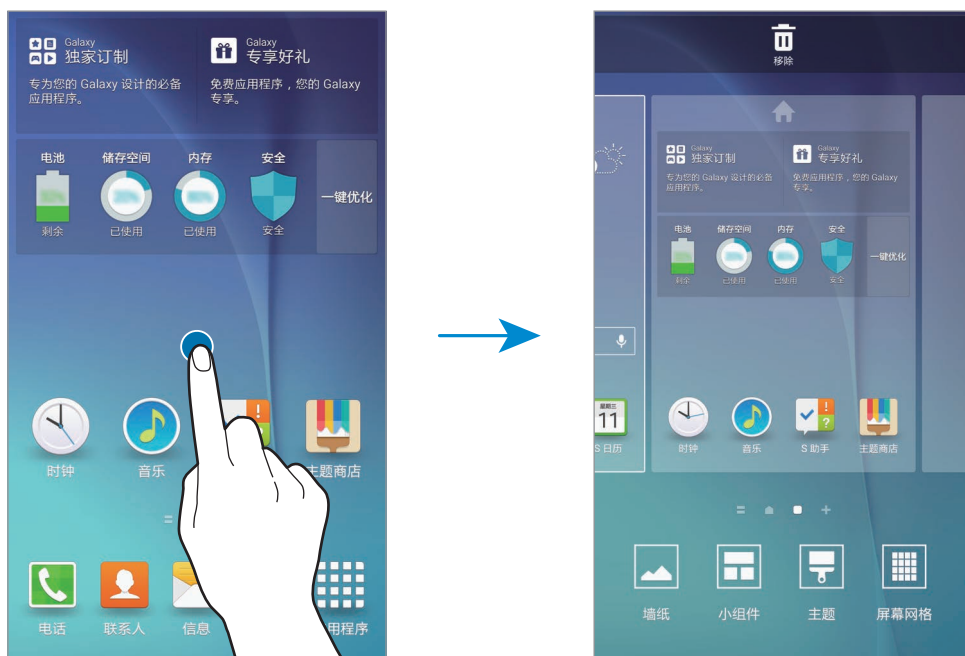 Galaxy
独家订制
专为您的 Galaxy 设计的必备
应用程序。
Galaxy
专享好礼
免费应用程序，您的 Galaxy
专享。
电池
储存空间
内存
安全
剩余
已使用
已使用
安全
一键优化
时钟
音乐
主题商店
电话
联系人
信息
用程序
移除
Galaxy
独家订制
专为您的 Galaxy 设计的必备
应用程序。
Galaxy
专享好礼
免费应用程序，您的 Galaxy
专享。
电池
储存空间
内存
安全
剩余
已使用
已使用
安全
一键优化
星期三
11
S 日历
时钟
音乐
S 助手
主题商店
墙纸
小组件
主题
屏幕网格